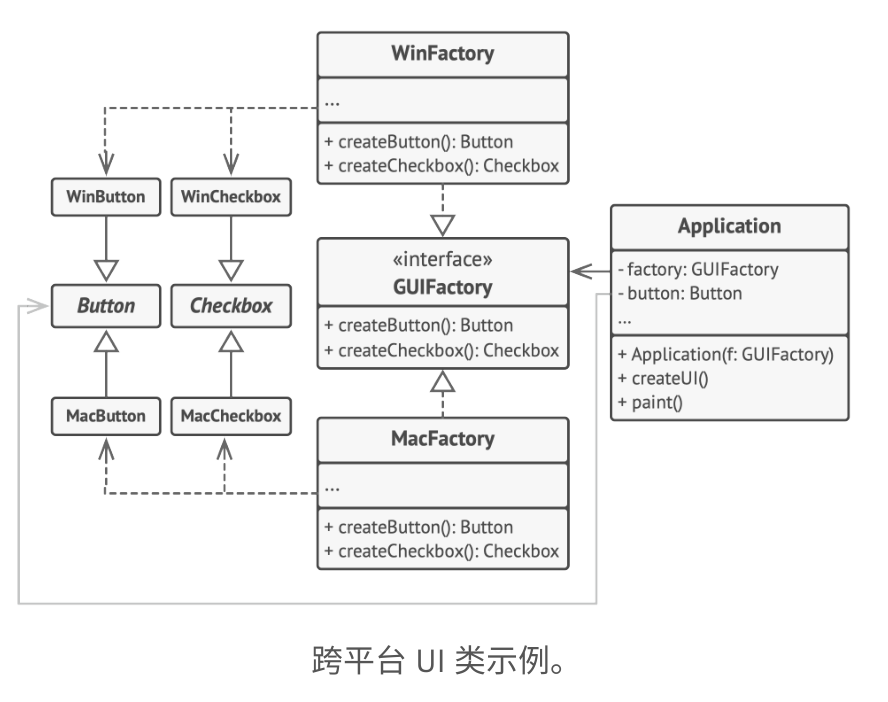 WinFactory
...
+ createButton(): Button
+ createCheckbox(): Checkbox
WinButton
WinCheckbox
Button
Checkbox
MacButton
MacCheckbox
«interface»
GUIFactory
+ createButton(): Button
+ createCheckbox(): Checkbox
MacFactory
...
+ createButton(): Button
+ createCheckbox(): Checkbox
Application
- factory: GUIFactory
- button: Button
...
+ Application(f: GUIFactory)
+ createUI()
+ paint()
跨平台 UI 类示例。